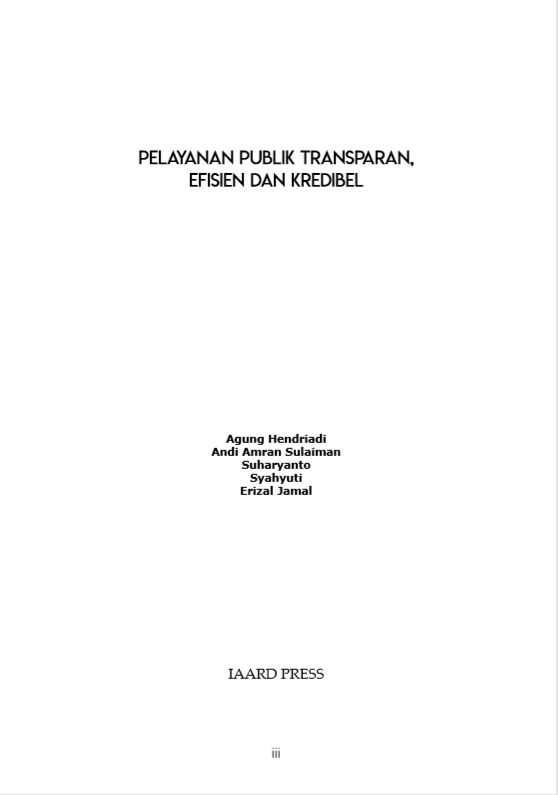 PELAYANAN PUBLIK TRANSPARAN,
EFISIEN DAN KREDIBEL
Agung Hendriadi
Andi Amran Sulaiman
Suharyanto
Syahyuti
Erizal Jamal
IAARD PRESS
iii